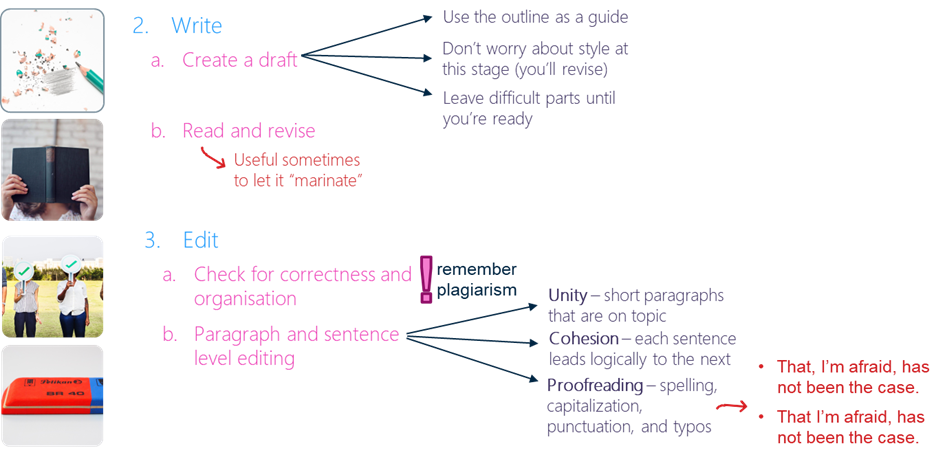 2. Write
a. Create a draft
Use the outline as a guide
Don't worry about style at
this stage (you'll revise)
Leave difficult parts until
you're ready
b. Read and revise
Useful sometimes
to let it “marinate”
3. Edit
a. Check for correctness and
organisation
! remember
plagiarism
b. Paragraph and sentence
level editing
Unity – short paragraphs
that are on topic
Cohesion – each sentence
leads logically to the next
Proofreading – spelling,
capitalization,
punctuation, and typos
• That, I'm afraid, has
not been the case.
• That I'm afraid, has
not been the case.
Pelikan
BR 40